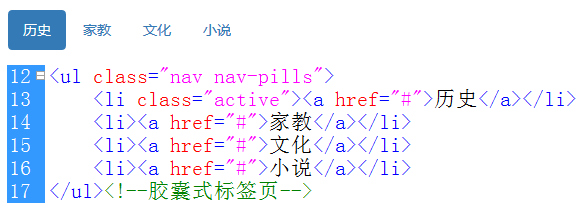 历史 家教 文化 小说
12 <ul class="nav nav-pills">
13     <li class="active"><a href="#">历史</a></li>
14     <li><a href="#">家教</a></li>
15     <li><a href="#">文化</a></li>
16     <li><a href="#">小说</a></li>
17 </ul><!--胶囊式标签页-->